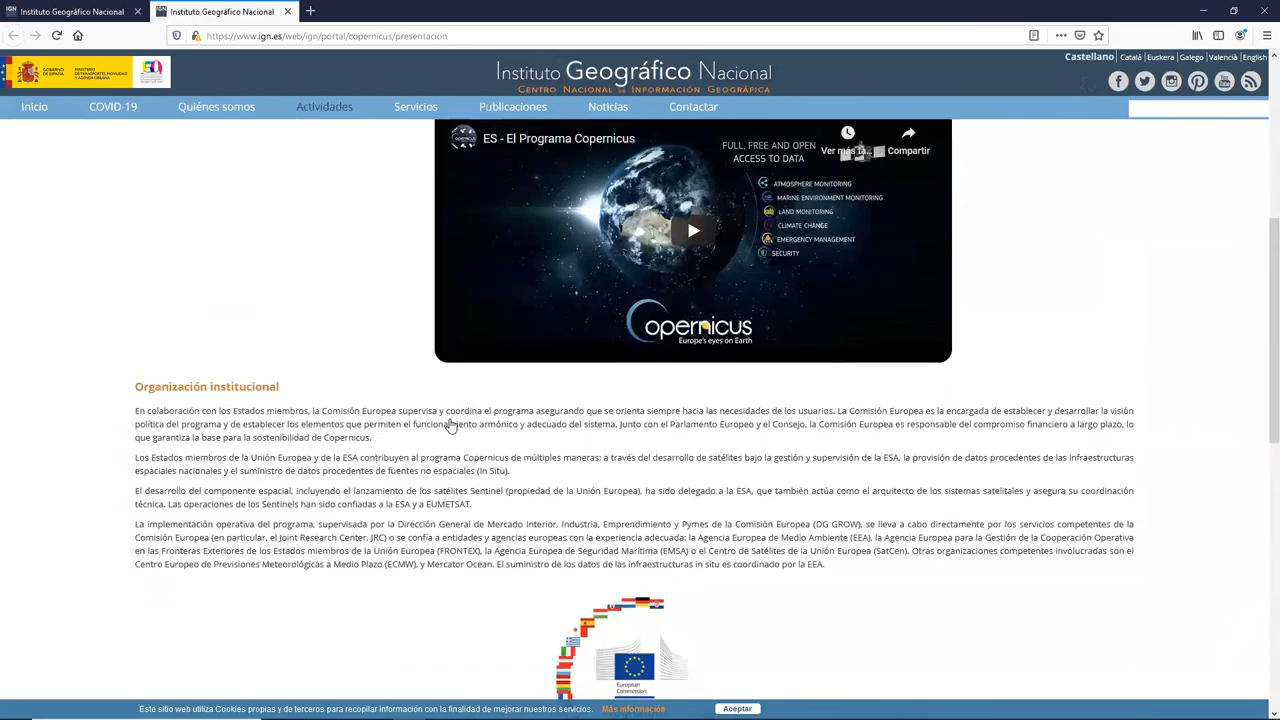 Instituto Geográfico Nacional
Instituto Geográfico Nacional
https://www.ign.es/web/ign/portal/copernicus/presentacion
Castellano | Català | Euskera | Galego | Valencià | English
GOBIERNO DE ESPAÑA
Instituto Geográfico Nacional
CENTRO NACIONAL DE INFORMACIÓN GEOGRÁFICA
Inicio COVID-19 Quiénes somos Actividades Servicios Publicaciones Noticias Contactar
ES - El Programa Copernicus
FULL, FREE AND OPEN
ACCESS TO DATA
Ver más ta...
Compartir
ATMOSPHERE MONITORING
MARINE ENVIRONMENT MONITORING
LAND MONITORING
CLIMATE CHANGE
EMERGENCY MANAGEMENT
SECURITY
opernicus
Europe's eyes on Earth
Organización institucional
En colaboración con los Estados miembros, la Comisión Europea supervisa y coordina el programa asegurando que se orienta siempre hacia las necesidades de los usuarios. La Comisión Europea es la encargada de establecer y desarrollar la visión
política del programa y de establecer los elementos que permiten el funcionamiento armónico y adecuado del sistema. Junto con el Parlamento Europeo y el Consejo, la Comisión Europea es responsable del compromiso financiero a largo plazo, lo
que garantiza la base para la sostenibilidad de Copernicus.
Los Estados miembros de la Unión Europea y de la ESA contribuyen al programa Copernicus de múltiples maneras: a través del desarrollo de satélites bajo la gestión y supervisión de la ESA, la provisión de datos procedentes de las infraestructuras
espaciales nacionales y el suministro de datos procedentes de fuentes no espaciales (In Situ).
El desarrollo del componente espacial, incluyendo el lanzamiento de los satélites Sentinel (propiedad de la Unión Europea), ha sido delegado a la ESA, que también actúa como el arquitecto de los sistemas satelitales y asegura su coordinación
técnica. Las operaciones de los Sentinels han sido confiadas a la ESA y a EUMETSAT.
La implementación operativa del programa, supervisada por la Dirección General de Mercado Interior, Industria, Emprendimiento y Pymes de la Comisión Europea (DG GROW), se lleva a cabo directamente por los servicios competentes de la
Comisión Europea (en particular, el Joint Research Center, JRC) o se confía a entidades y agencias europeas con la experiencia adecuada: la Agencia Europea de Medio Ambiente (EEA), la Agencia Europea para la Gestión de la Cooperación Operativa
en las Fronteras Exteriores de los Estados miembros de la Unión Europea (FRONTEX), la Agencia Europea de Seguridad Marítima (EMSA) o el Centro de Satélites de la Unión Europea (SatCen). Otras organizaciones competentes involucradas son el
Centro Europeo de Previsiones Meteorológicas a Medio Plazo (ECMW), y Mercator Ocean. El suministro de los datos de las infraestructuras in situ es coordinado por la EEA.
European
Commission
Este sitio web utiliza Cookies propias y de terceros para recopilar información con la finalidad de mejorar nuestros servicios. Más información Aceptar